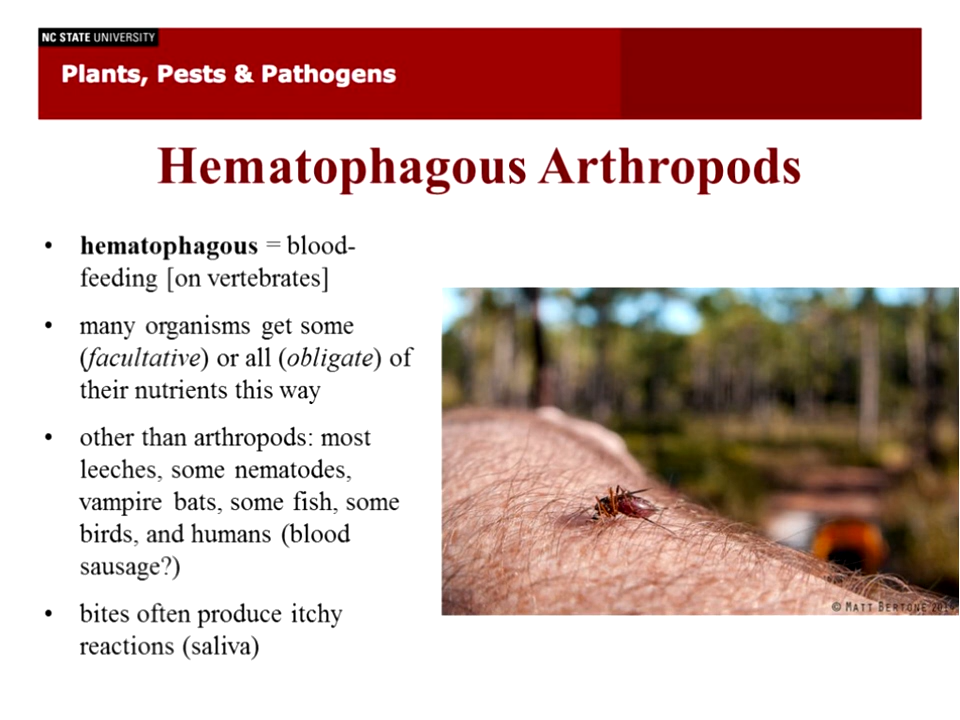 NC STATE UNIVERSITY
Plants, Pests & Pathogens
Hematophagous Arthropods
• hematophagous = blood-
feeding [on vertebrates]
• many organisms get some
(facultative) or all (obligate) of
their nutrients this way
• other than arthropods: most
leeches, some nematodes,
vampire bats, some fish, some
birds, and humans (blood
sausage?)
• bites often produce itchy
reactions (saliva)
© MATT BERTONE